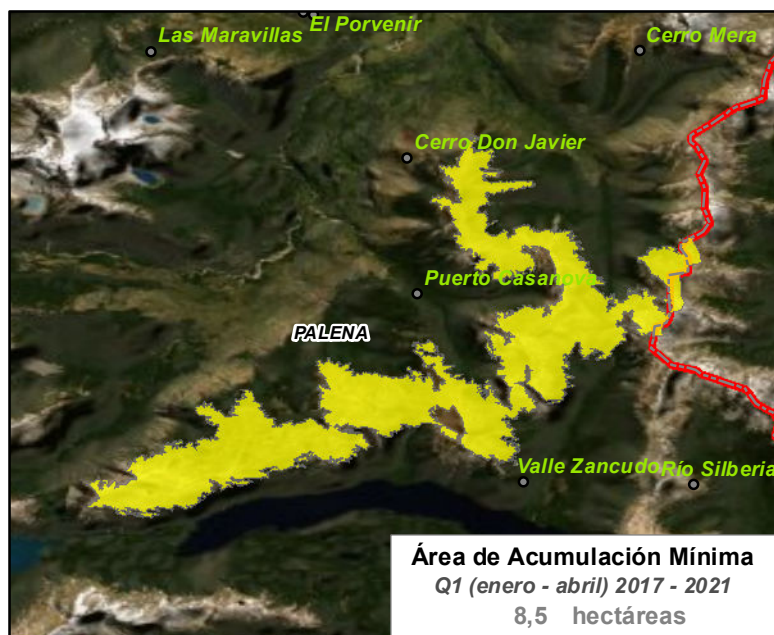 El Porvenir
Las Maravillas
Cerro Mera
Cerro Don Javier
Puerto Casanova
PALENA
Valle Zancudo
Río Silberia
Área de Acumulación Mínima
Q1 (enero - abril) 2017 - 2021
8,5 hectáreas